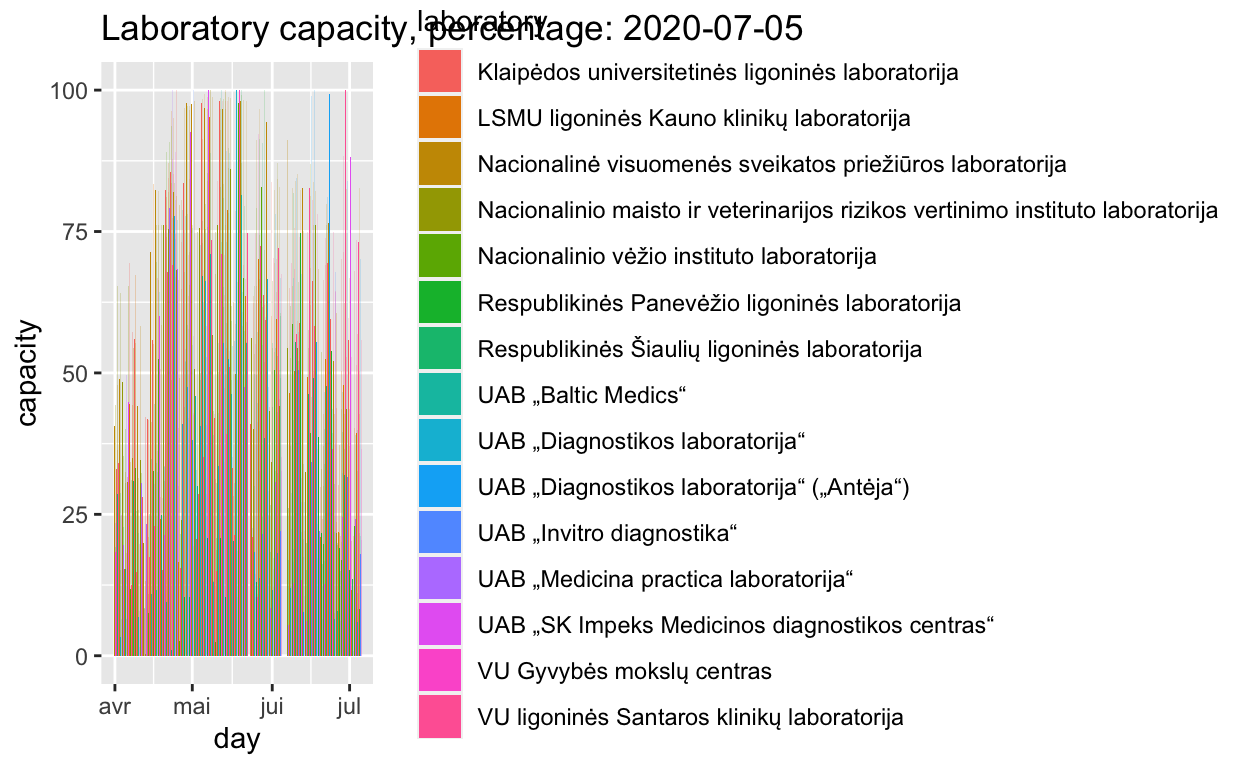 Laboratory capacity, percentage: 2020-07-05
laboratory
Klaipėdos universitetinės ligoninės laboratorija
LSMU ligoninės Kauno klinikų laboratorija
Nacionalinė visuomenės sveikatos priežiūros laboratorija
Nacionalinio maisto ir veterinarijos rizikos vertinimo instituto laboratorija
Nacionalinio vėžio instituto laboratorija
Respublikinės Panevėžio ligoninės laboratorija
Respublikinės Šiaulių ligoninės laboratorija
UAB „Baltic Medics“
UAB „Diagnostikos laboratorija“
UAB „Diagnostikos laboratorija“ („Antėja“)
UAB „Invitro diagnostika“
UAB „Medicina practica laboratorija“
UAB „SK Impeks Medicinos diagnostikos centras“
VU Gyvybės mokslų centras
VU ligoninės Santaros klinikų laboratorija
capacity
100
75
50
25
0
avr mai jui jul
day